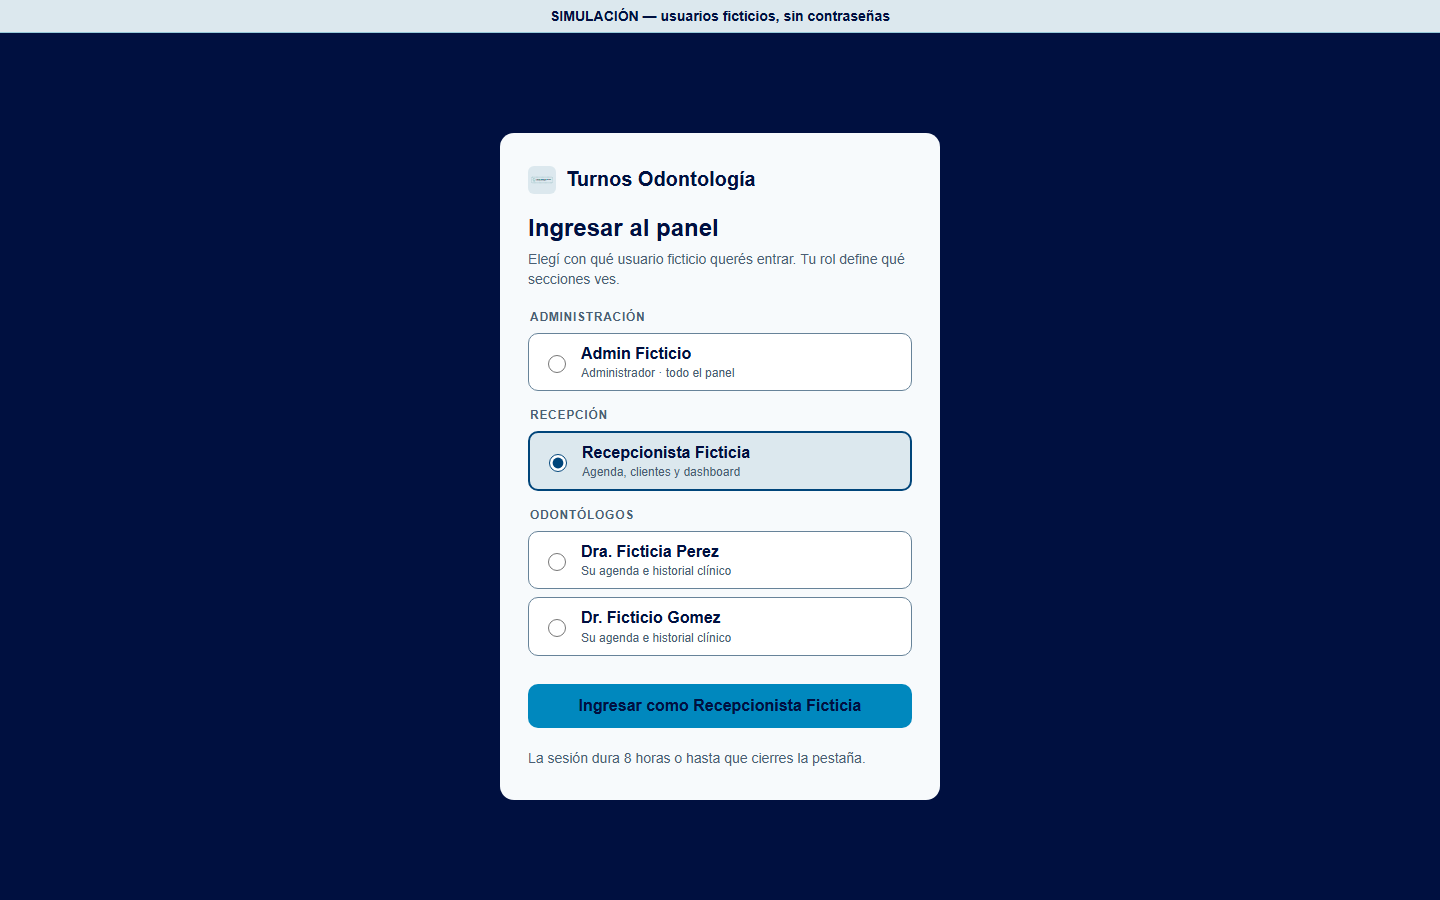 SIMULACIÓN — usuarios ficticios, sin contraseñas
Turnos Odontología
Ingresar al panel
Elegí con qué usuario ficticio querés entrar. Tu rol define qué
secciones ves.
ADMINISTRACIÓN
Admin Ficticio
Administrador · todo el panel
RECEPCIÓN
Recepcionista Ficticia
Agenda, clientes y dashboard
ODONTÓLOGOS
Dra. Ficticia Perez
Su agenda e historial clínico
Dr. Ficticio Gomez
Su agenda e historial clínico
Ingresar como Recepcionista Ficticia
La sesión dura 8 horas o hasta que cierres la pestaña.